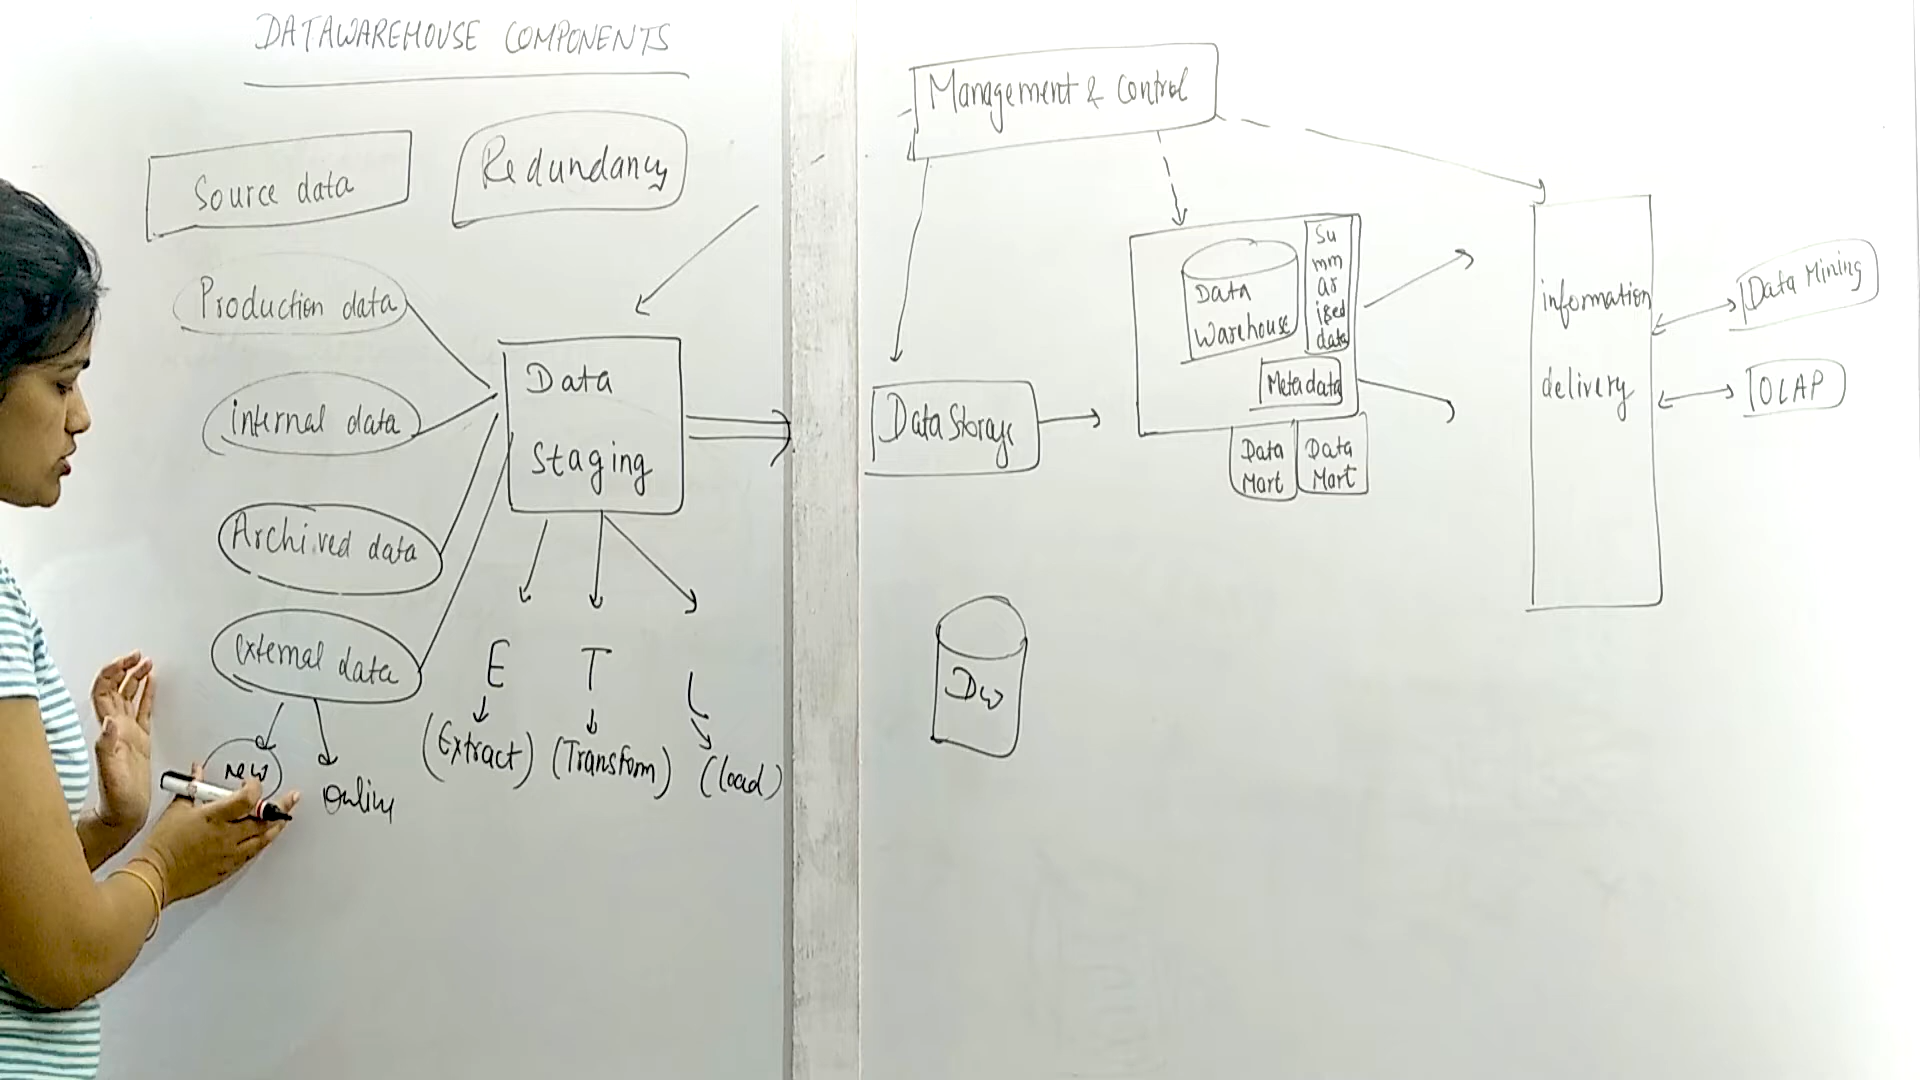 DATAWAREHOUSE COMPONENTS
Source data
Redundancy
Production data
internal data
Archived data
external data
new
Data
Staging
E
T
L
(Extract)
(Transform)
(load)
Management & Control
Data Storage
Data
Warehouse
Su
mm
ar
ised
data
Metadata
Data
Mart
Data
Mart
DW
information
delivery
Data Mining
OLAP